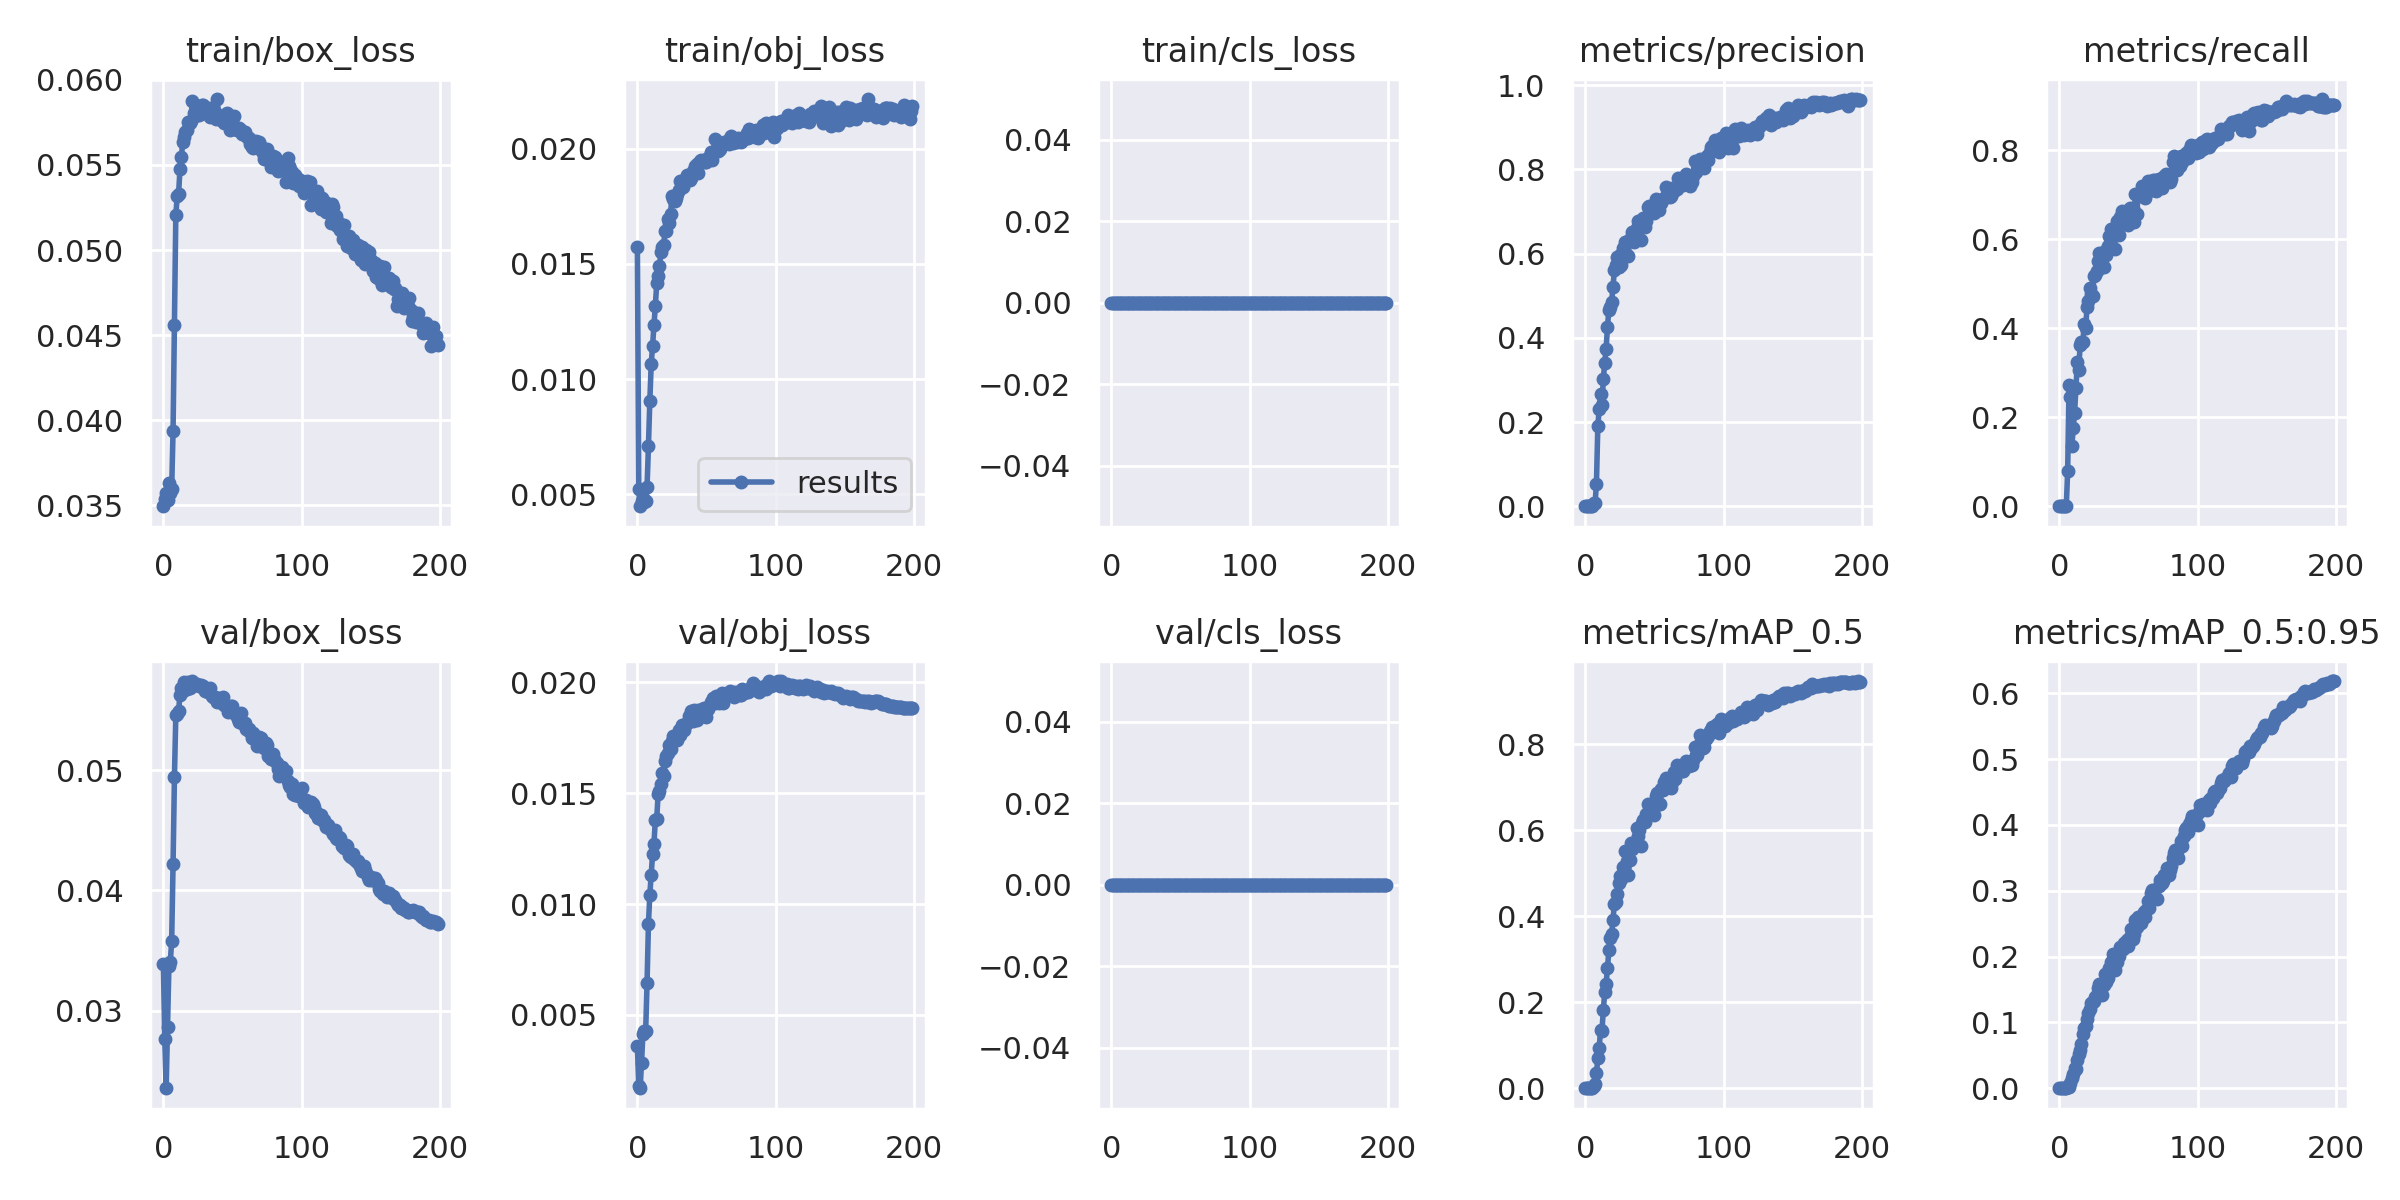 train/box_loss
0.060
0.055
0.050
0.045
0.040
0.035
0 100 200
train/obj_loss
0.020
0.015
0.010
0.005
results
0 100 200
train/cls_loss
0.04
0.02
0.00
−0.02
−0.04
0 100 200
metrics/precision
1.0
0.8
0.6
0.4
0.2
0.0
0 100 200
metrics/recall
0.8
0.6
0.4
0.2
0.0
0 100 200
val/box_loss
0.05
0.04
0.03
0 100 200
val/obj_loss
0.020
0.015
0.010
0.005
0 100 200
val/cls_loss
0.04
0.02
0.00
−0.02
−0.04
0 100 200
metrics/mAP_0.5
0.8
0.6
0.4
0.2
0.0
0 100 200
metrics/mAP_0.5:0.95
0.6
0.5
0.4
0.3
0.2
0.1
0.0
0 100 200